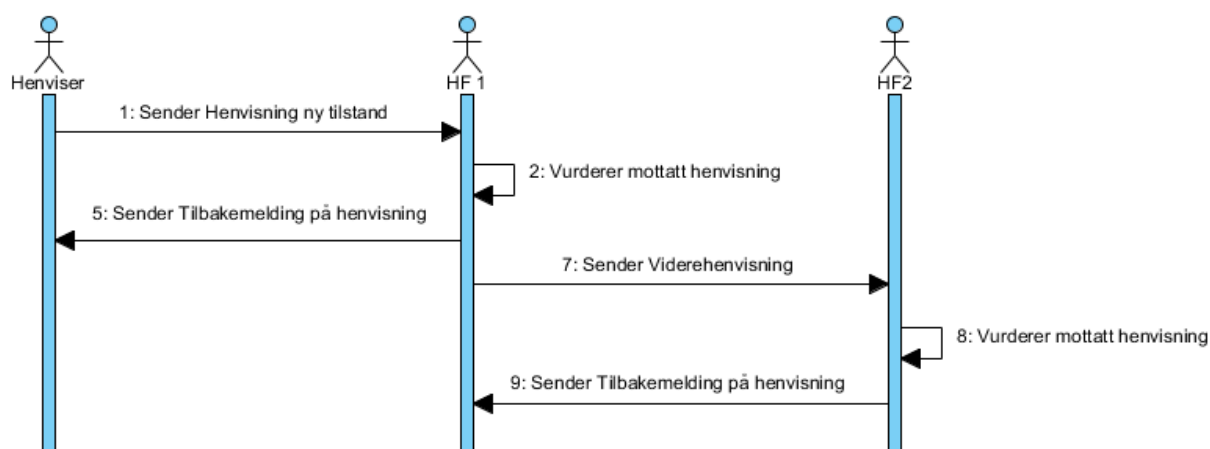 Henviser
HF 1
HF2
1: Sender Henvisning ny tilstand
2: Vurderer mottatt henvisning
5: Sender Tilbakemelding på henvisning
7: Sender Viderehenvisning
8: Vurderer mottatt henvisning
9: Sender Tilbakemelding på henvisning